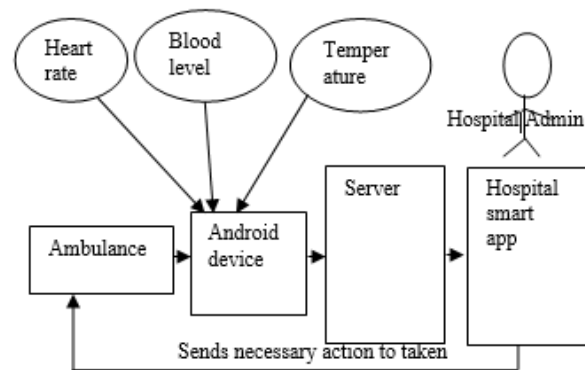 Heart
rate
Blood
level
Temper
ature
Hospital Admin
Ambulance
Android
device
Server
Hospital
smart
app
Sends necessary action to taken